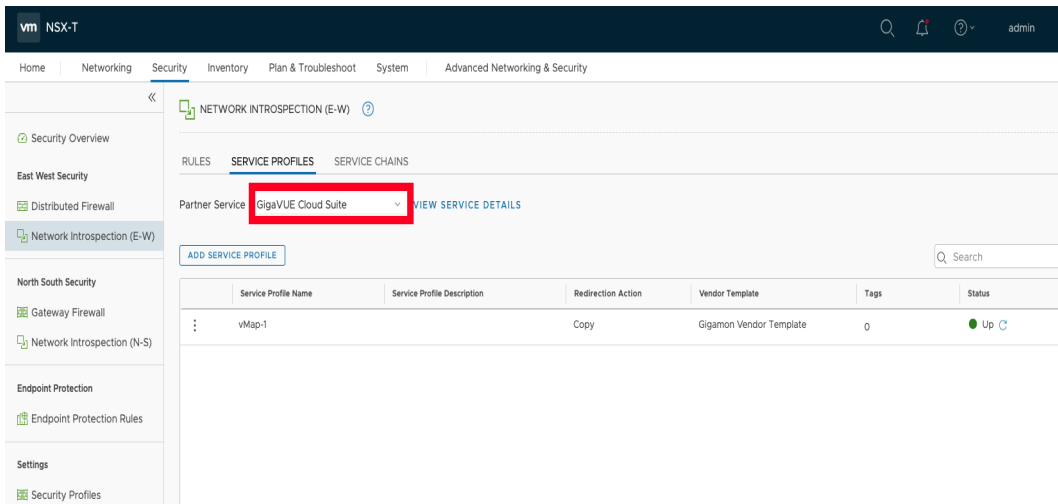 vm NSX-T admin
Home Networking Security Inventory Plan & Troubleshoot System Advanced Networking & Security
NETWORK INTROSPECTION (E-W)
Security Overview
RULES SERVICE PROFILES SERVICE CHAINS
East West Security
Partner Service GigaVUE Cloud Suite VIEW SERVICE DETAILS
Distributed Firewall
Network Introspection (E-W)
ADD SERVICE PROFILE Search
North South Security
Service Profile Name Service Profile Description Redirection Action Vendor Template Tags Status
Gateway Firewall
vMap-1 Copy Gigamon Vendor Template 0 Up
Network Introspection (N-S)
Endpoint Protection
Endpoint Protection Rules
Settings
Security Profiles